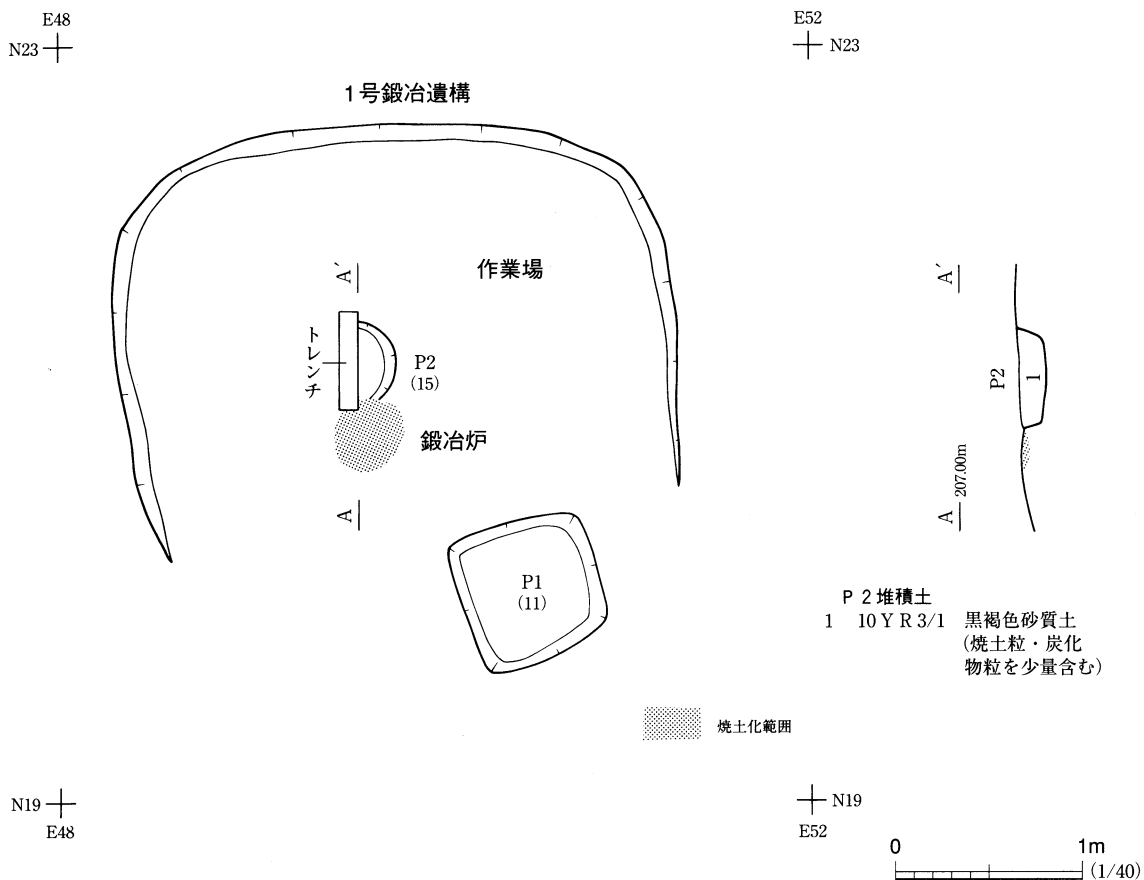 E48
N23
E52
N23
1号鍛冶遺構
A´
作業場
トレンチ
P2
(15)
鍛冶炉
A
P1
(11)
A´
P2
1
A
207.00m
P2堆積土
1 10YR3/1 黒褐色砂質土
(焼土粒・炭化
物粒を少量含む)
焼土化範囲
N19
E48
N19
E52
0 1m
(1/40)